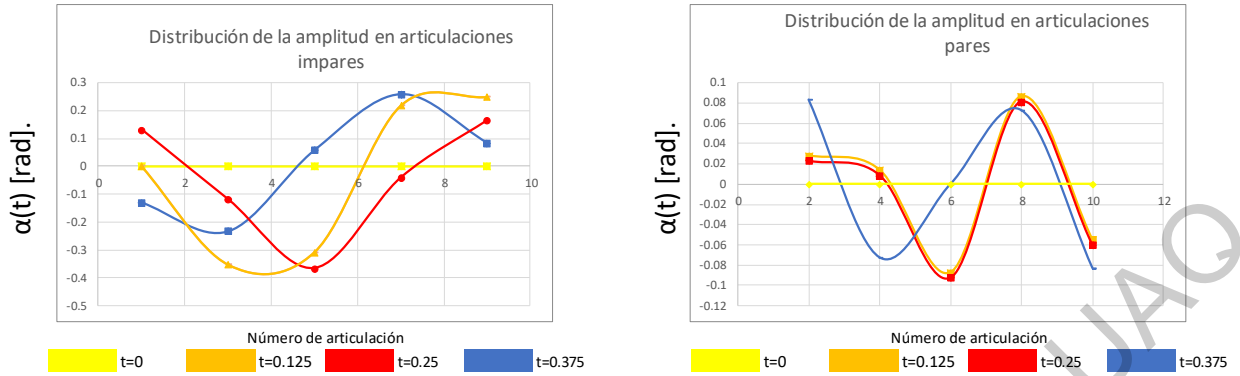 Distribución de la amplitud en articulaciones
impares
0.3
0.2
0.1
0
-0.1
-0.2
-0.3
-0.4
-0.5
0 2 4 6 8 10
α(t) [rad].
Número de articulación
t=0 t=0.125 t=0.25 t=0.375
Distribución de la amplitud en articulaciones
pares
0.1
0.08
0.06
0.04
0.02
0
-0.02
-0.04
-0.06
-0.08
-0.1
-0.12
0 2 4 6 8 10 12
α(t) [rad].
Número de articulación
t=0 t=0.125 t=0.25 t=0.375
UAQ